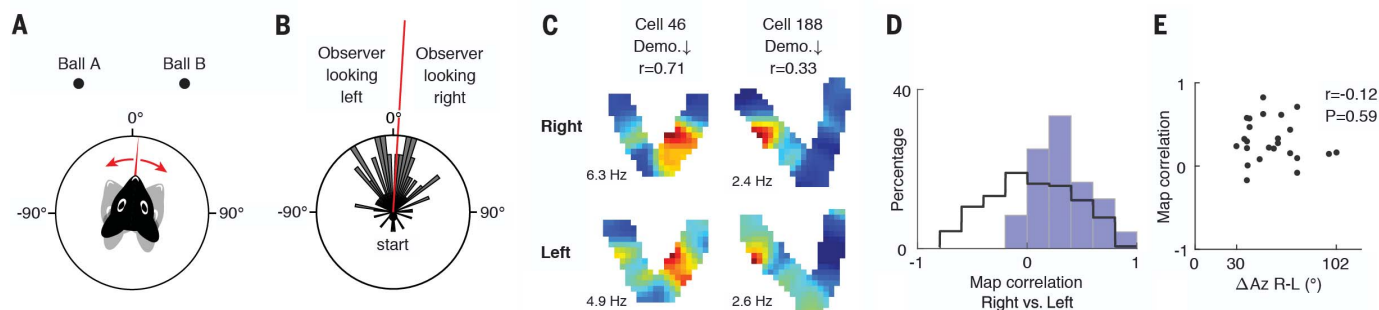 A
Ball A
Ball B
0°
-90°
90°
B
Observer
looking
left
Observer
looking
right
0°
-90°
90°
start
C
Cell 46
Demo.↓
r=0.71
Cell 188
Demo.↓
r=0.33
Right
6.3 Hz
2.4 Hz
Left
4.9 Hz
2.6 Hz
D
40
Percentage
0
-1
0
1
Map correlation
Right vs. Left
E
1
r=-0.12
P=0.59
Map correlation
0
-1
0
30
102
ΔAz R-L (°)